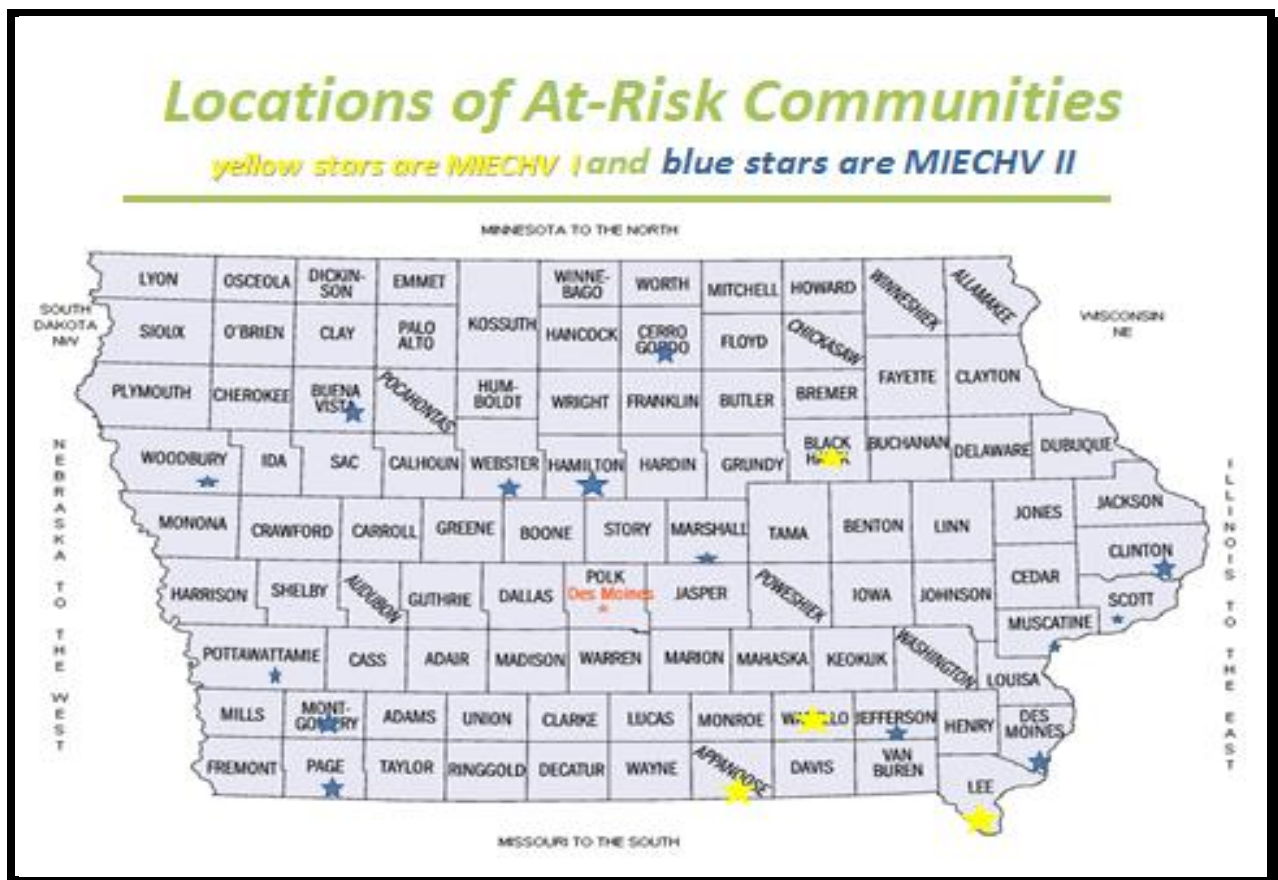 Locations of At-Risk Communities
yellow stars are MIECHV I and blue stars are MIECHV II
MINNESOTA TO THE NORTH
LYON
OSCEOLA
DICKIN-
SON
EMMET
KOSSUTH
WINNE-
BAGO
WORTH
MITCHELL
HOWARD
WINNESHIEK
ALLAMAKEE
SOUTH
DAKOTA
NW
WISCONSIN
NE
SIOUX
O'BRIEN
CLAY
PALO
ALTO
HANCOCK
CERRO
GORDO
FLOYD
CHICKASAW
PLYMOUTH
CHEROKEE
BUENA
VISTA
POCAHONTAS
HUM-
BOLDT
WRIGHT
FRANKLIN
BUTLER
BREMER
FAYETTE
CLAYTON
WOODBURY
IDA
SAC
CALHOUN
WEBSTER
HAMILTON
HARDIN
GRUNDY
BLACK
BUCHANAN
DELAWARE
DUBUQUE
MONONA
CRAWFORD
CARROLL
GREENE
BOONE
STORY
MARSHALL
TAMA
BENTON
LINN
JONES
JACKSON
CLINTON
HARRISON
SHELBY
AUDUBON
GUTHRIE
DALLAS
POLK
Des Moines
JASPER
POWESHIEK
IOWA
JOHNSON
CEDAR
SCOTT
MUSCATINE
POTTAWATTAMIE
CASS
ADAIR
MADISON
WARREN
MARION
MAHASKA
KEOKUK
WASHINGTON
LOUISA
MILLS
MONT-
GOMERY
ADAMS
UNION
CLARKE
LUCAS
MONROE
JEFFERSON
HENRY
DES
MOINES
FREMONT
PAGE
TAYLOR
RINGGOLD
DECATUR
WAYNE
APPANOOSE
DAVIS
VAN
BUREN
LEE
NEBRASKA TO THE WEST
ILLINOIS TO THE EAST
MISSOURI TO THE SOUTH